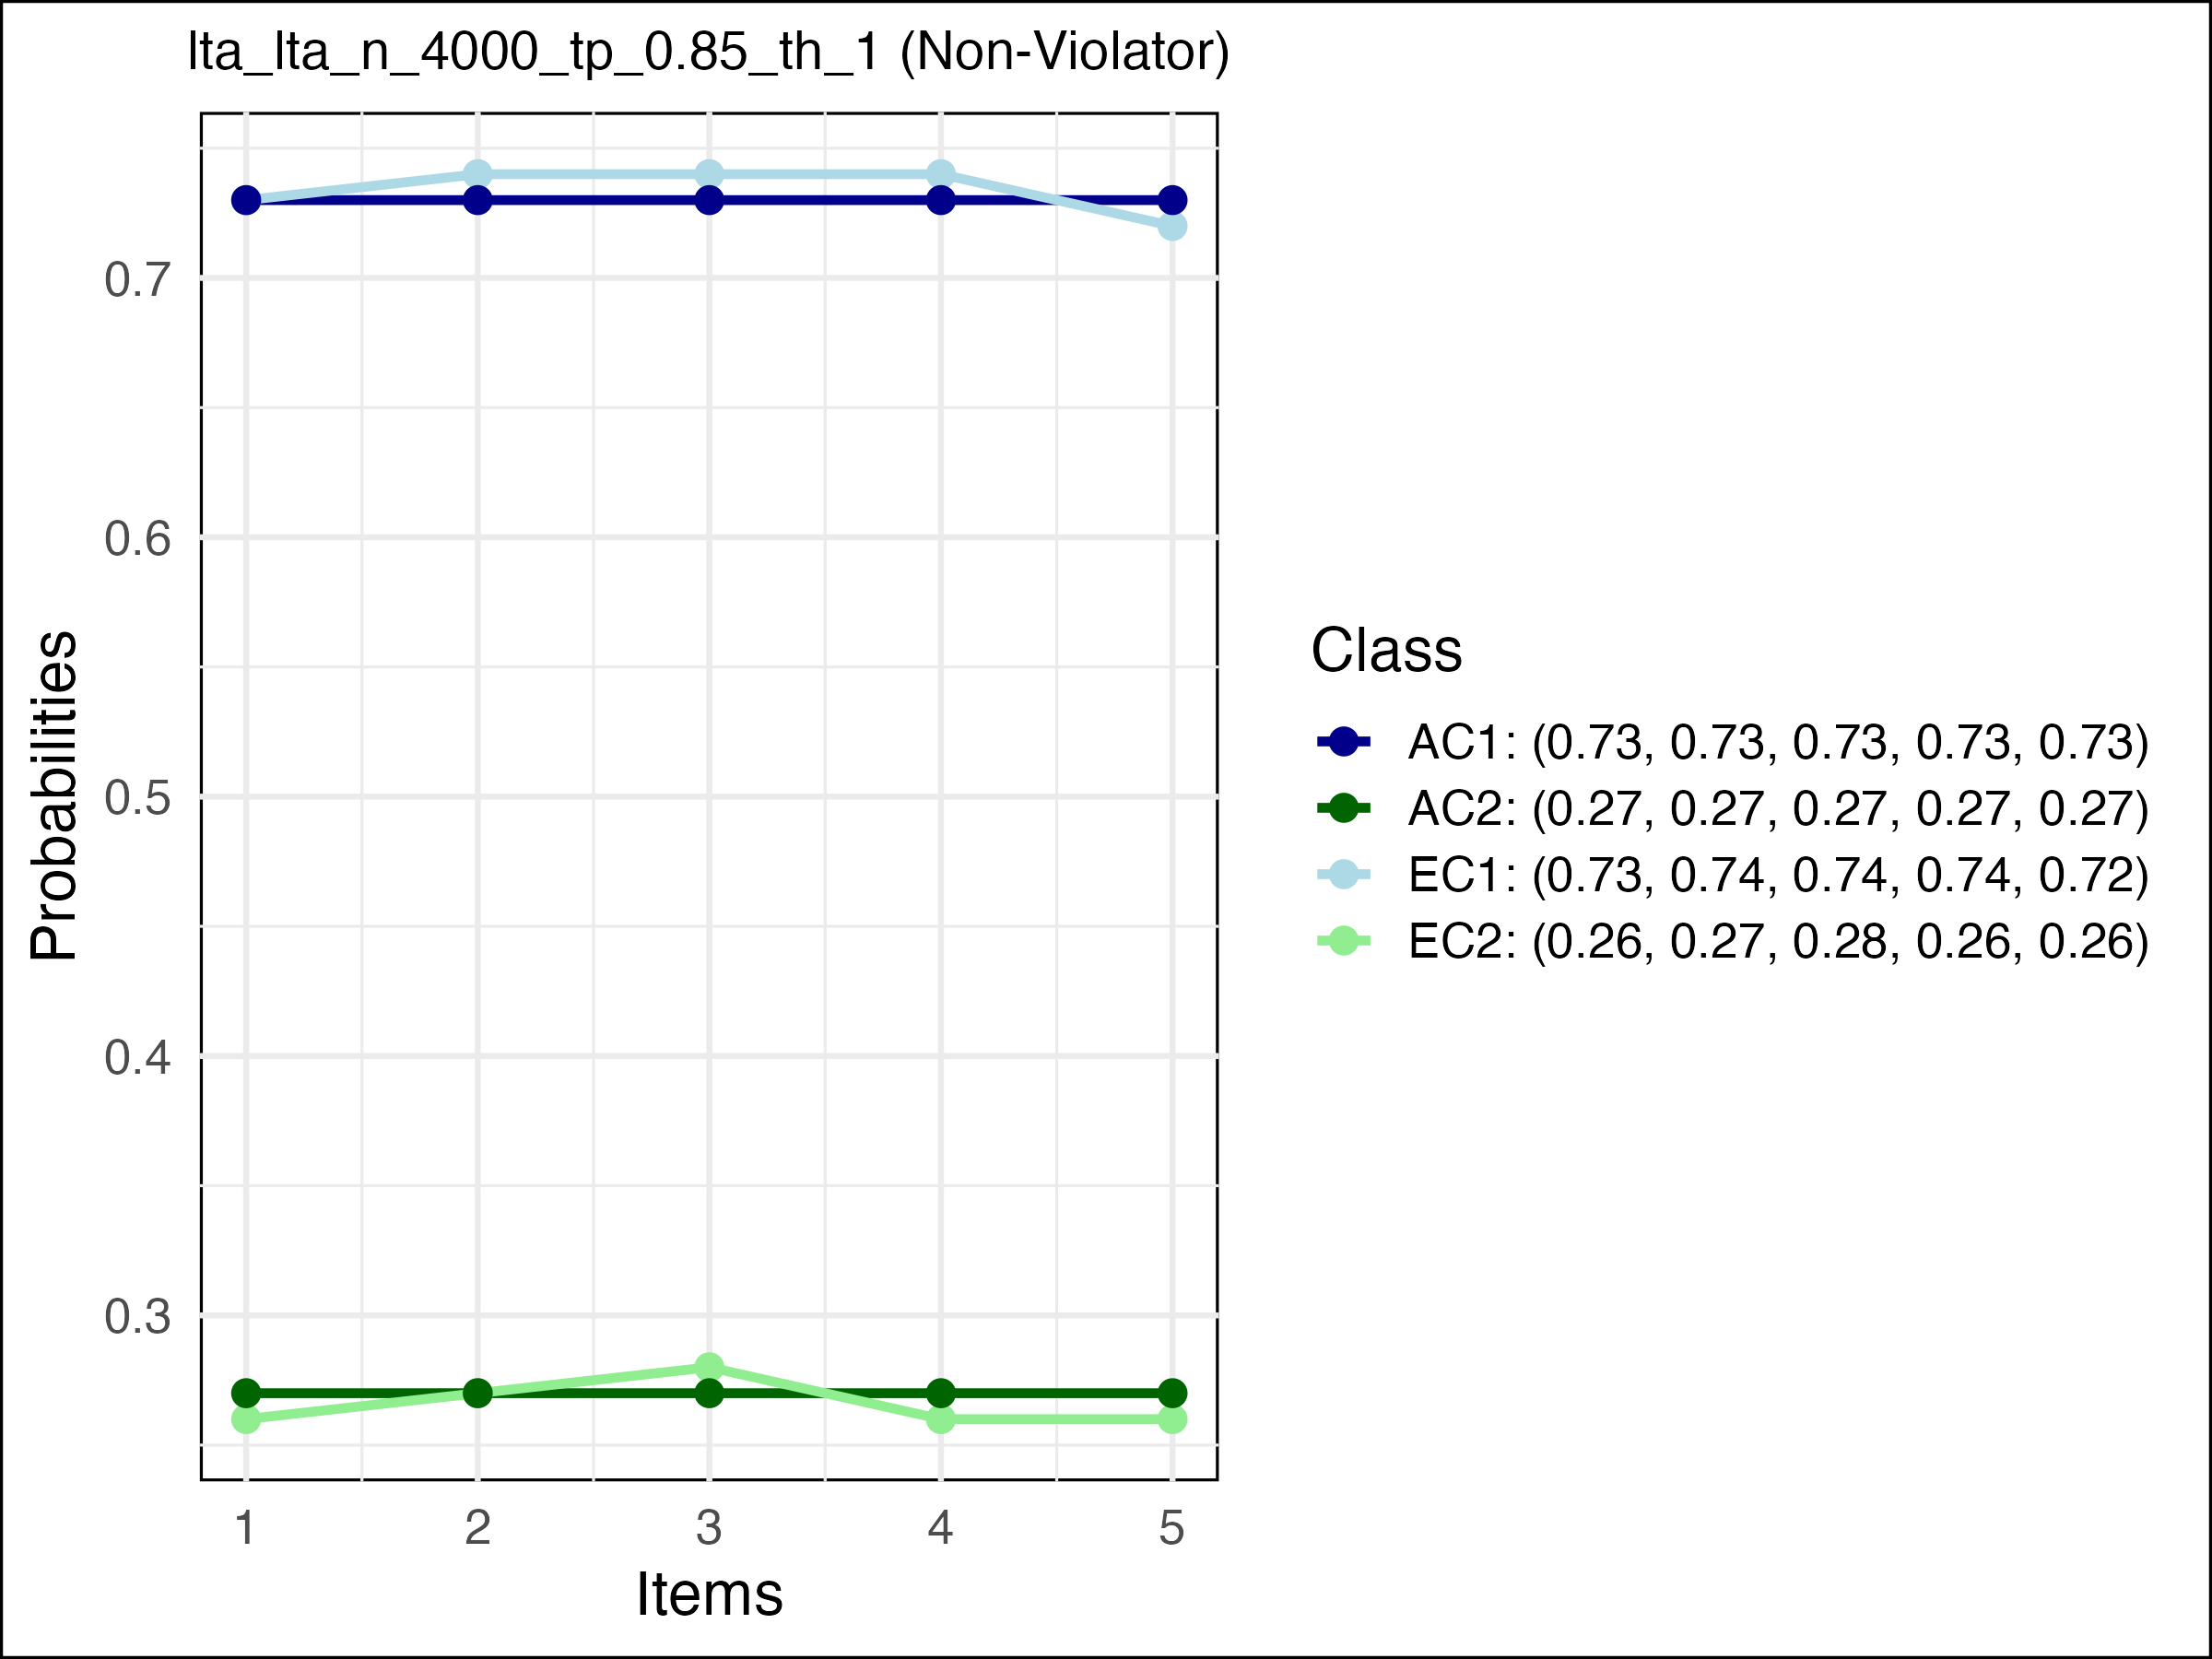 lta_lta_n_4000_tp_0.85_th_1 (Non-Violator)
Probabilities
0.7
0.6
0.5
0.4
0.3
1 2 3 4 5
Items
Class
AC1: (0.73, 0.73, 0.73, 0.73, 0.73)
AC2: (0.27, 0.27, 0.27, 0.27, 0.27)
EC1: (0.73, 0.74, 0.74, 0.74, 0.72)
EC2: (0.26, 0.27, 0.28, 0.26, 0.26)